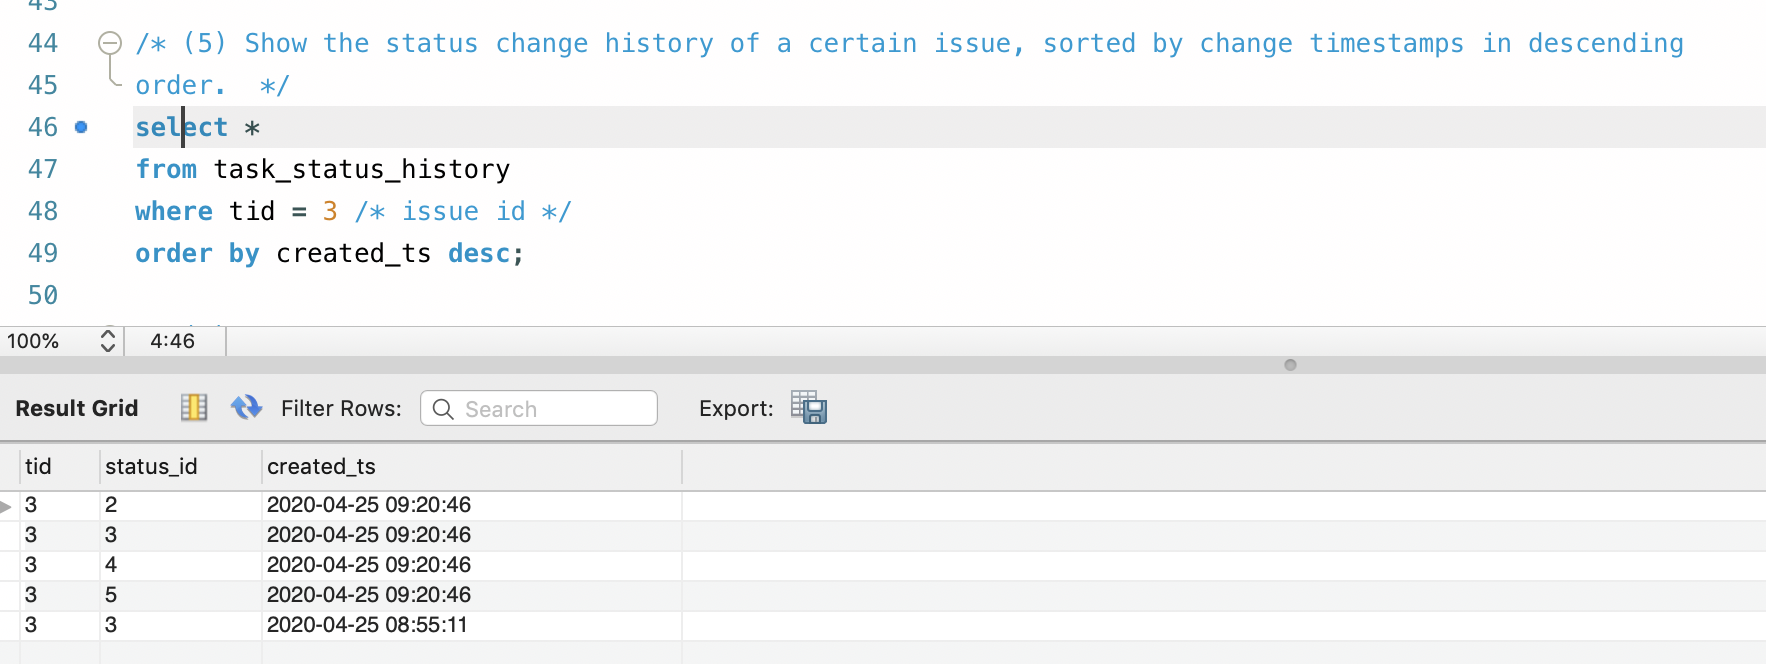 43
44 /* (5) Show the status change history of a certain issue, sorted by change timestamps in descending
45 order.  */
46 select *
47 from task_status_history
48 where tid = 3 /* issue id */
49 order by created_ts desc;
50
100% 4:46
Result Grid Filter Rows: Search Export:
tid status_id created_ts
3 2 2020-04-25 09:20:46
3 3 2020-04-25 09:20:46
3 4 2020-04-25 09:20:46
3 5 2020-04-25 09:20:46
3 3 2020-04-25 08:55:11